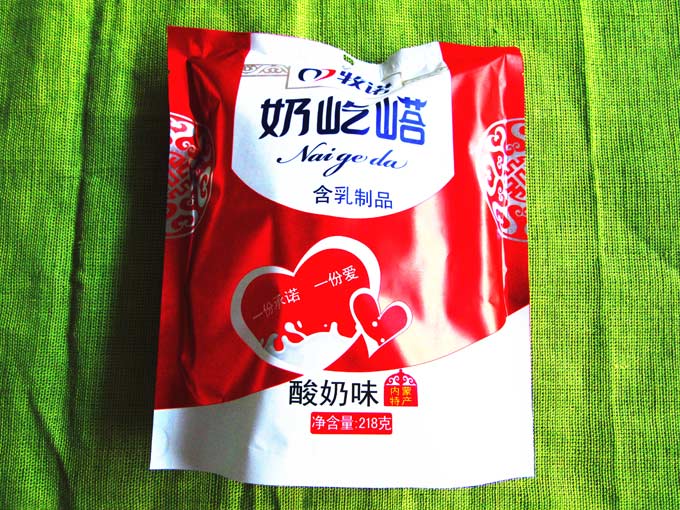 牧诺
奶屹嵣
Nai ge da
含乳制品
一份承诺 一份爱
酸奶味
内蒙
特产
净含量:218克